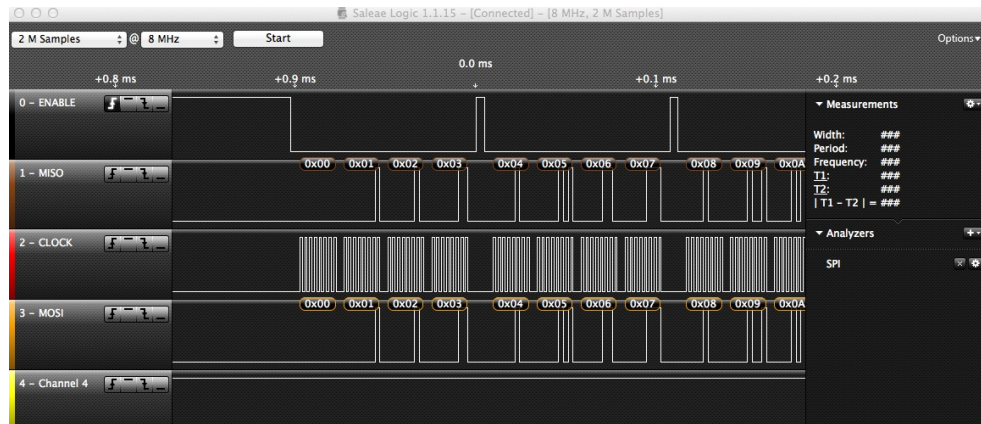 Saleae Logic 1.1.15 – [Connected] – [8 MHz, 2 M Samples]
2 M Samples @ 8 MHz Start Options▾
0.0 ms
+0.8 ms +0.9 ms +0.1 ms +0.2 ms
0 – ENABLE
▾ Measurements
Width: ###
Period: ###
Frequency: ###
T1: ###
T2: ###
| T1 – T2 | = ###
0x00 0x01 0x02 0x03 0x04 0x05 0x06 0x07 0x08 0x09 0x0A
1 – MISO
2 – CLOCK
▾ Analyzers
SPI
0x00 0x01 0x02 0x03 0x04 0x05 0x06 0x07 0x08 0x09 0x0A
3 – MOSI
4 – Channel 4